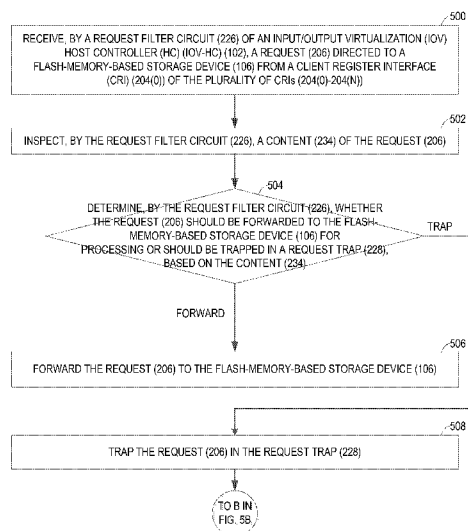 500
RECEIVE, BY A REQUEST FILTER CIRCUIT (226) OF AN INPUT/OUTPUT VIRTUALIZATION (IOV)
HOST CONTROLLER (HC) (IOV-HC) (102), A REQUEST (206) DIRECTED TO A
FLASH-MEMORY-BASED STORAGE DEVICE (106) FROM A CLIENT REGISTER INTERFACE
(CRI) (204(0)) OF THE PLURALITY OF CRIs (204(0)-204(N))
502
INSPECT, BY THE REQUEST FILTER CIRCUIT (226), A CONTENT (234) OF THE REQUEST (206)
504
DETERMINE, BY THE REQUEST FILTER CIRCUIT (226), WHETHER
THE REQUEST (206) SHOULD BE FORWARDED TO THE FLASH-
MEMORY-BASED STORAGE DEVICE (106) FOR
PROCESSING OR SHOULD BE TRAPPED IN A REQUEST TRAP (228),
BASED ON THE CONTENT (234)
TRAP
FORWARD
506
FORWARD THE REQUEST (206) TO THE FLASH-MEMORY-BASED STORAGE DEVICE (106)
508
TRAP THE REQUEST (206) IN THE REQUEST TRAP (228)
TO B IN
FIG. 5B